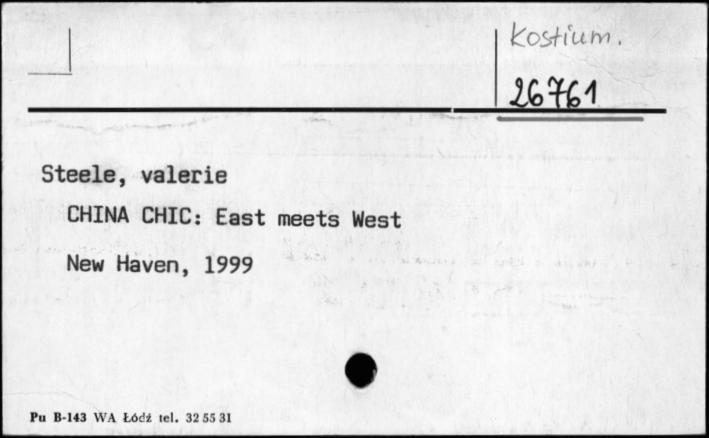 Kostium.
26761
Steele, valerie
CHINA CHIC: East meets West
New Haven, 1999
Pu B-143 WA Łódź tel. 32 55 31